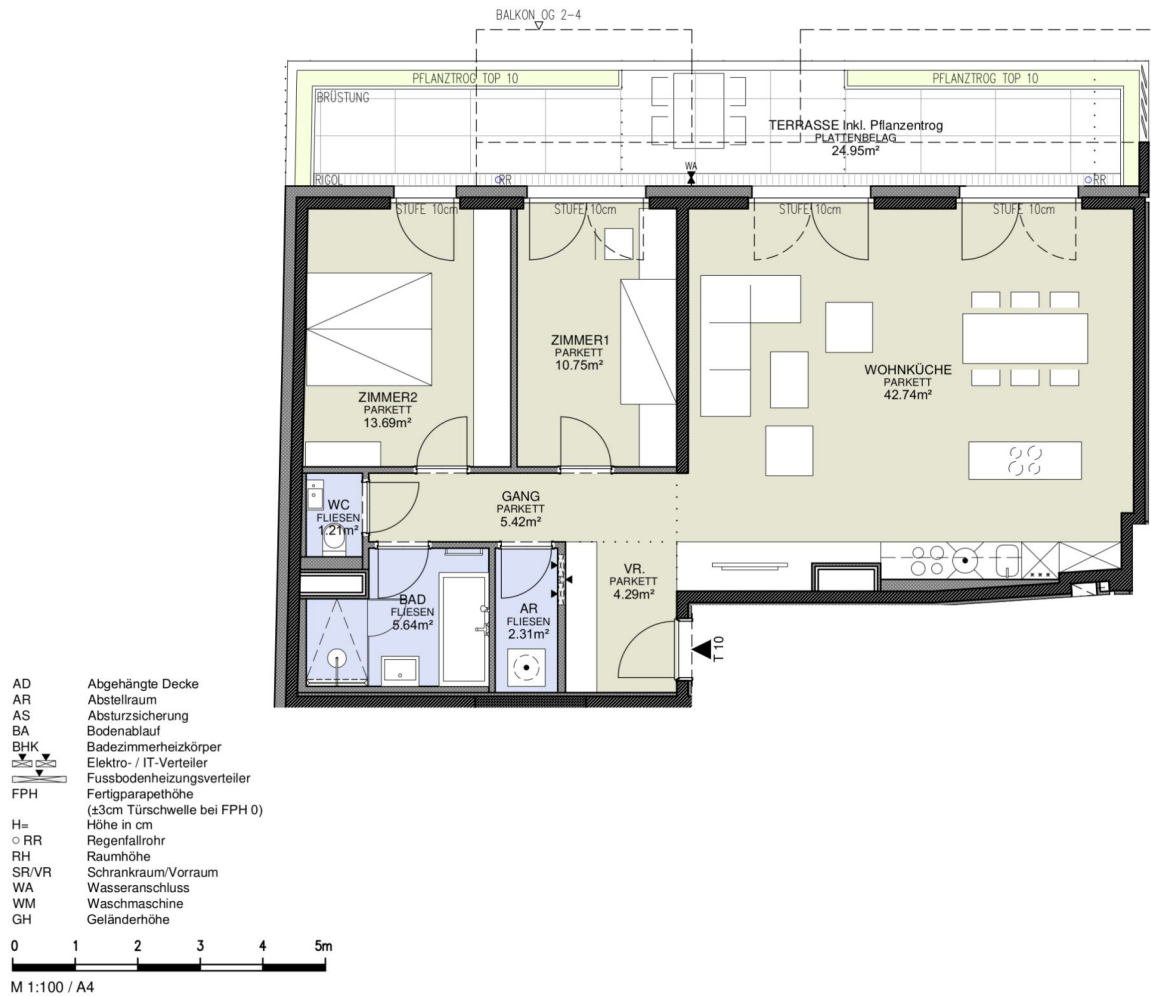 BALKON OG 2-4
PFLANZTROG TOP 10
PFLANZTROG TOP 10
BRÜSTUNG
TERRASSE Inkl. Pflanzentrog
PLATTENBELAG
24.95m²
WA
RIGOL
RR
RR
STUFE 10cm
STUFE 10cm
STUFE 10cm
STUFE 10cm
ZIMMER1
PARKETT
10.75m²
WOHNKÜCHE
PARKETT
42.74m²
ZIMMER2
PARKETT
13.69m²
GANG
PARKETT
5.42m²
WC
FLIESEN
1.21m²
VR.
PARKETT
4.29m²
BAD
FLIESEN
5.64m²
AR
FLIESEN
2.31m²
T 10
AD Abgehängte Decke
AR Abstellraum
AS Absturzsicherung
BA Bodenablauf
BHK Badezimmerheizkörper
Elektro- / IT-Verteiler
Fussbodenheizungsverteiler
FPH Fertigparapethöhe
(±3cm Türschwelle bei FPH 0)
H= Höhe in cm
○ RR Regenfallrohr
RH Raumhöhe
SR/VR Schrankraum/Vorraum
WA Wasseranschluss
WM Waschmaschine
GH Geländerhöhe
0 1 2 3 4 5m
M 1:100 / A4